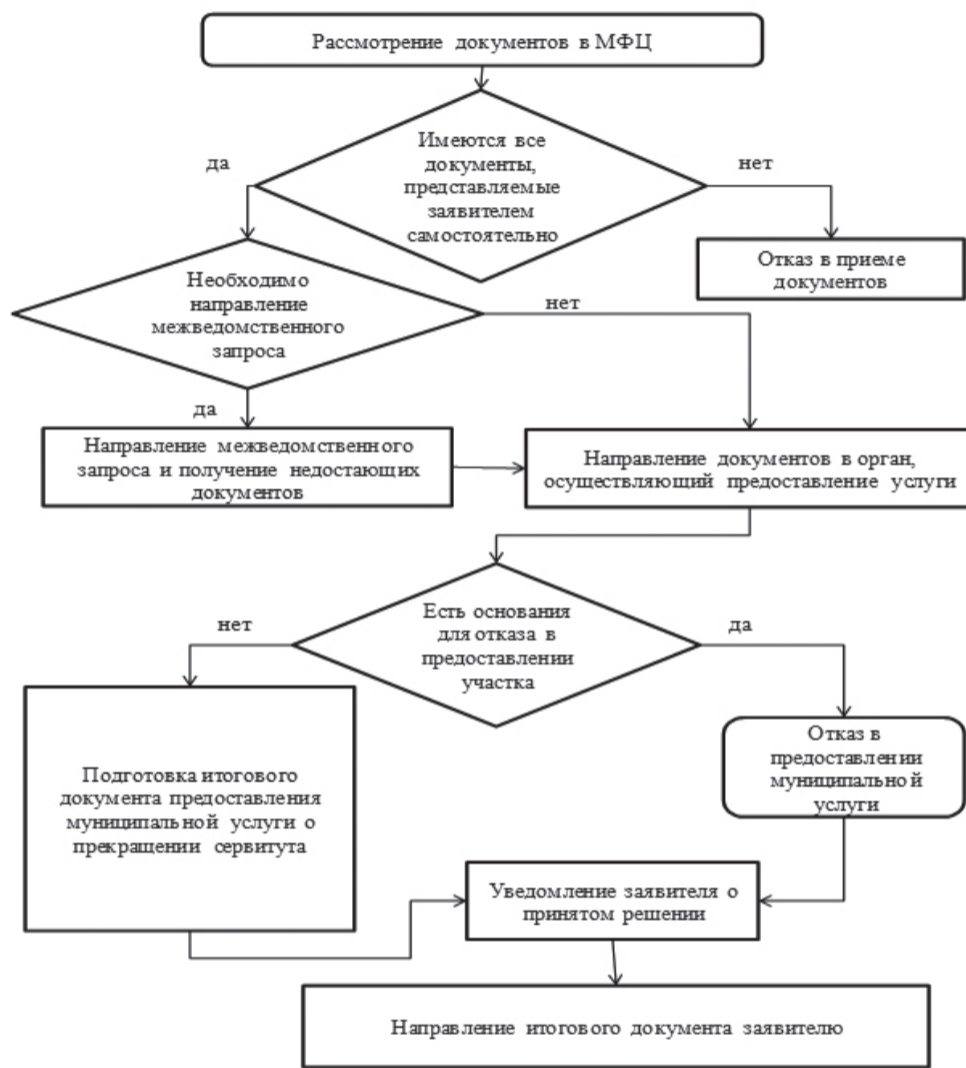 Рассмотрение документов в МФЦ
Имеются все
документы,
представляемые
заявителем
самостоятельно
да
нет
Отказ в приеме
документов
Необходимо
направление
межведомственного
запроса
нет
да
Направление межведомственного
запроса и получение недостающих
документов
Направление документов в орган,
осуществляющий предоставление услуги
Есть основания
для отказа в
предоставлении
участка
нет
да
Отказ в
предоставлении
муниципальной
услуги
Подготовка итогового
документа предоставления
муниципальной услуги о
прекращении сервитута
Уведомление заявителя о
принятом решении
Направление итогового документа заявителю